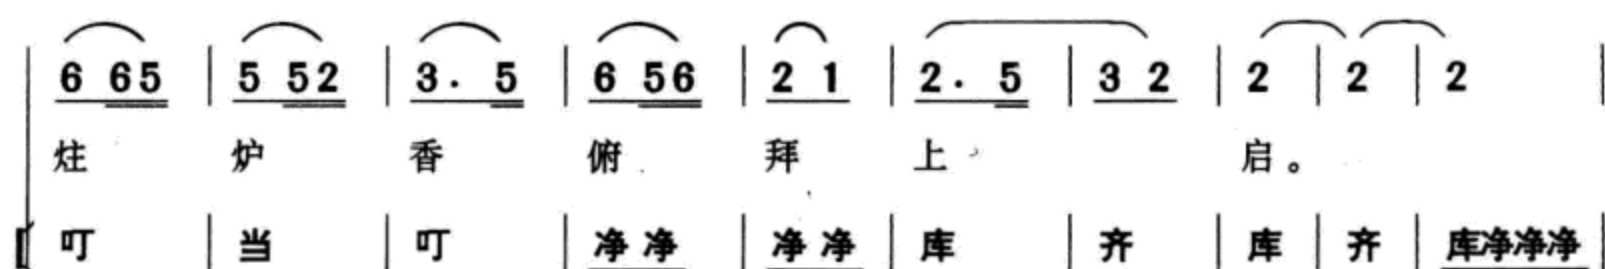 6 65 | 5 52 | 3· 5 | 6 56 | 2 1 | 2· 5 | 3 2 | 2 | 2 | 2 |
炷 炉 香 俯 拜 上 启。
叮 | 当 | 叮 | 净 净 | 净 净 | 库 | 齐 | 库 | 齐 | 库净净净 |